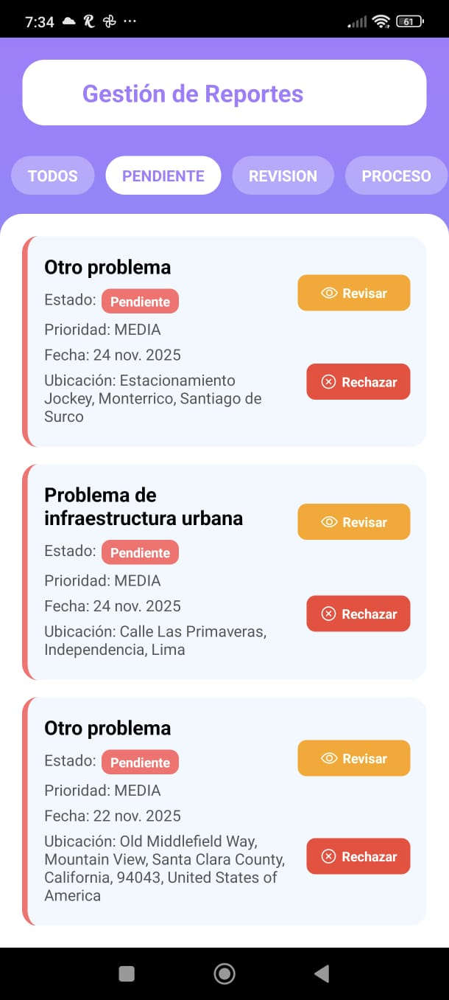 7:34
61
Gestión de Reportes
TODOS
PENDIENTE
REVISION
PROCESO
Otro problema
Estado: Pendiente
Prioridad: MEDIA
Fecha: 24 nov. 2025
Ubicación: Estacionamiento
Jockey, Monterrico, Santiago de
Surco
Revisar
Rechazar
Problema de
infraestructura urbana
Estado: Pendiente
Prioridad: MEDIA
Fecha: 24 nov. 2025
Ubicación: Calle Las Primaveras,
Independencia, Lima
Revisar
Rechazar
Otro problema
Estado: Pendiente
Prioridad: MEDIA
Fecha: 22 nov. 2025
Ubicación: Old Middlefield Way,
Mountain View, Santa Clara County,
California, 94043, United States of
America
Revisar
Rechazar